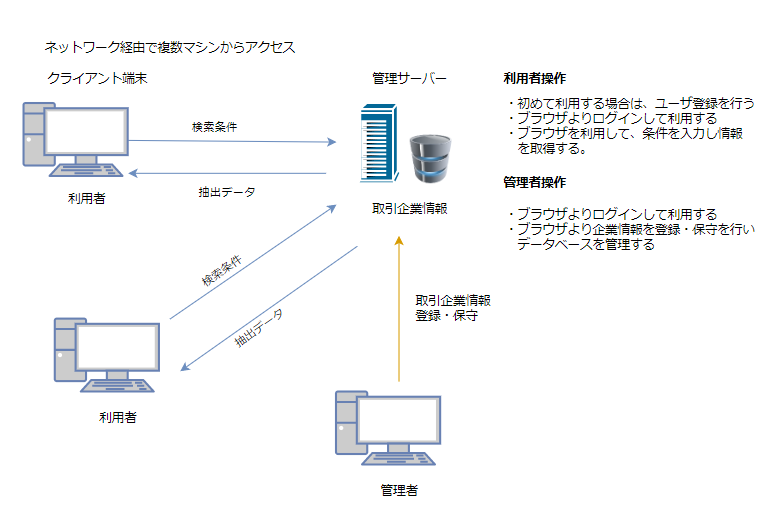 ネットワーク経由で複数マシンからアクセス
クライアント端末
管理サーバー
検索条件
抽出データ
利用者
取引企業情報
検索条件
抽出データ
取引企業情報
登録・保守
利用者
管理者
利用者操作
・初めて利用する場合は、ユーザ登録を行う
・ブラウザよりログインして利用する
・ブラウザを利用して、条件を入力し情報
を取得する。
管理者操作
・ブラウザよりログインして利用する
・ブラウザより企業情報を登録・保守を行い
データベースを管理する